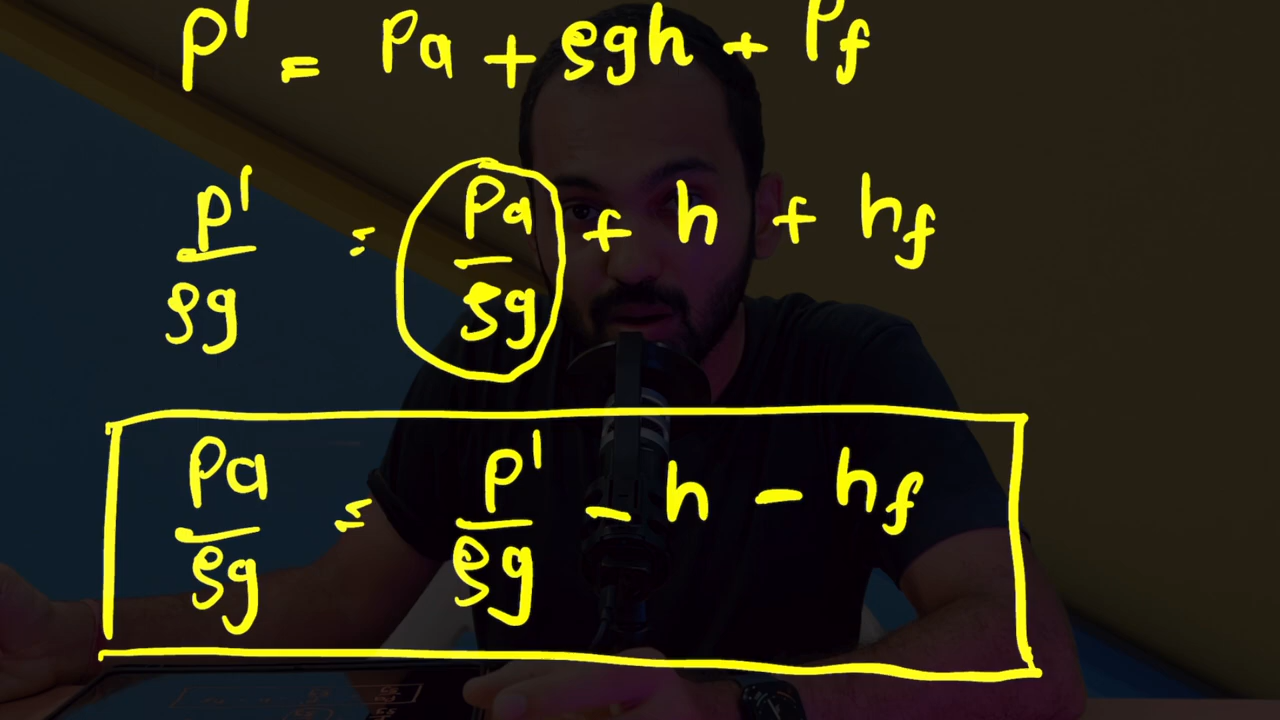 P' = Pa + ρgh + Pf
P'/ρg = Pa/ρg + h + hf
Pa/ρg = P'/ρg - h - hf